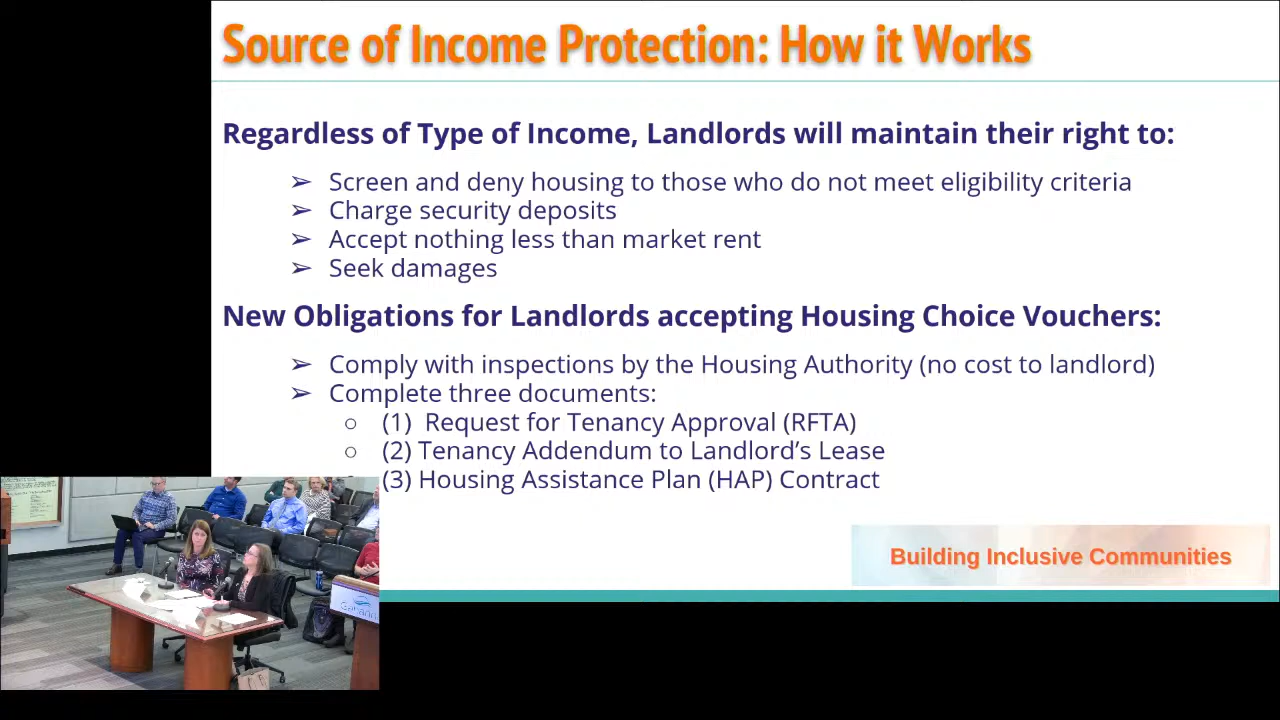 Source of Income Protection: How it Works
Regardless of Type of Income, Landlords will maintain their right to:
➢ Screen and deny housing to those who do not meet eligibility criteria
➢ Charge security deposits
➢ Accept nothing less than market rent
➢ Seek damages
New Obligations for Landlords accepting Housing Choice Vouchers:
➢ Comply with inspections by the Housing Authority (no cost to landlord)
➢ Complete three documents:
○ (1) Request for Tenancy Approval (RFTA)
○ (2) Tenancy Addendum to Landlord’s Lease
(3) Housing Assistance Plan (HAP) Contract
Building Inclusive Communities